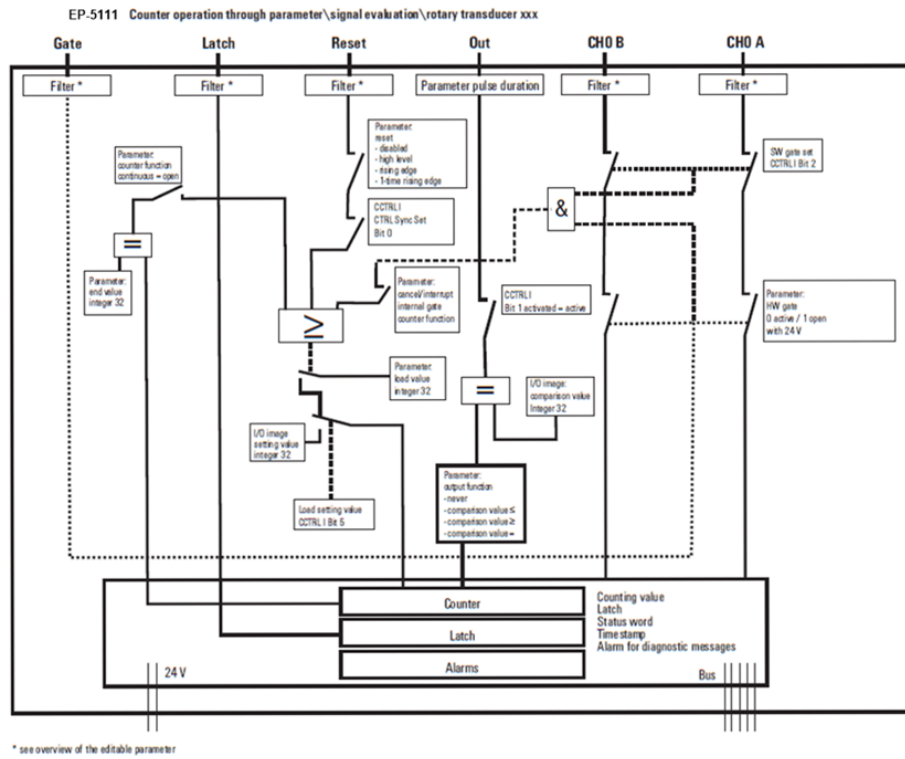 EP-5111 Counter operation through parameter\signal evaluation\rotary transducer xxx
Gate
Latch
Reset
Out
CH0 B
CH0 A
Filter *
Filter *
Filter *
Parameter pulse duration
Filter *
Filter *
Parameter:
reset
- disabled
- high level
- rising edge
- 1-time rising edge
SW gate set
CCTRL I Bit 2
Parameter:
counter function
continuous = open
&
CCTRL I
CTRL Sync Set
Bit 0
=
Parameter:
end value
integer 32
Parameter:
cancel/interrupt
internal gate
counter function
CCTRL I
Bit 1 activated = active
Parameter:
HW gate
0 active / 1 open
with 24 V
≥
Parameter:
load value
integer 32
=
I/O image:
comparison value
Integer 32
I/O image
setting value
integer 32
Load setting value
CCTRL I Bit 5
Parameter:
output function
- never
- comparison value ≤
- comparison value ≥
- comparison value =
Counter
Latch
Alarms
Counting value
Latch
Status word
Timestamp
Alarm for diagnostic messages
24 V
Bus
* see overview of the editable parameter